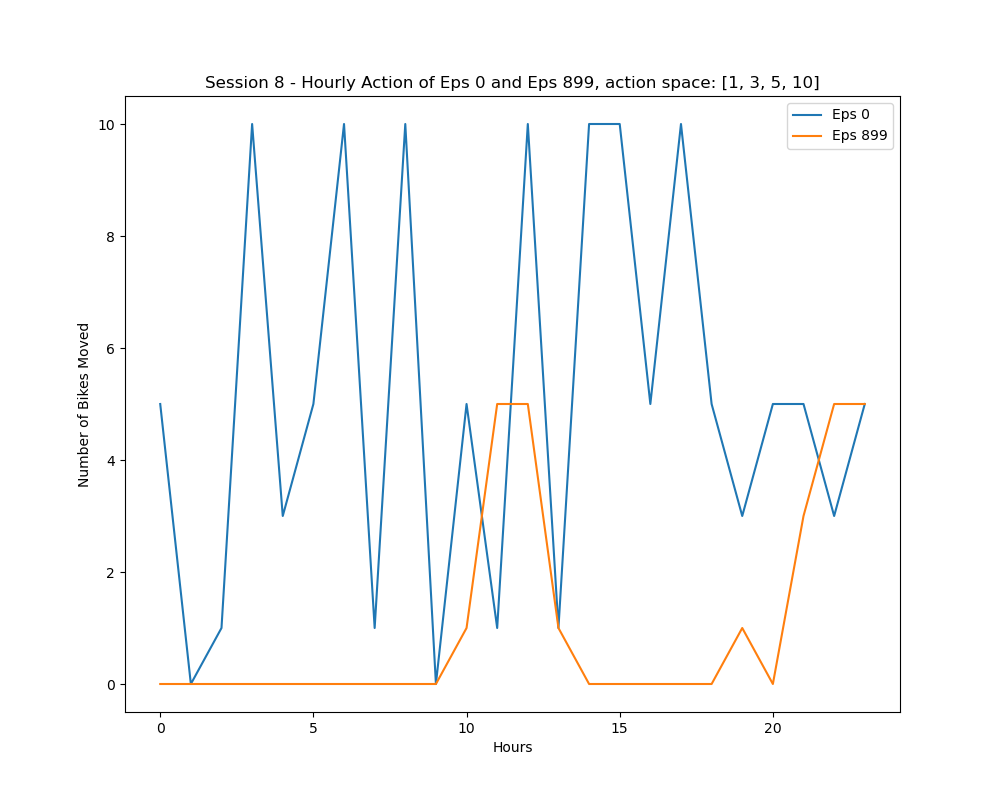 Session 8 - Hourly Action of Eps 0 and Eps 899, action space: [1, 3, 5, 10]
Eps 0
Eps 899
10
8
6
4
2
0
Number of Bikes Moved
0 5 10 15 20
Hours